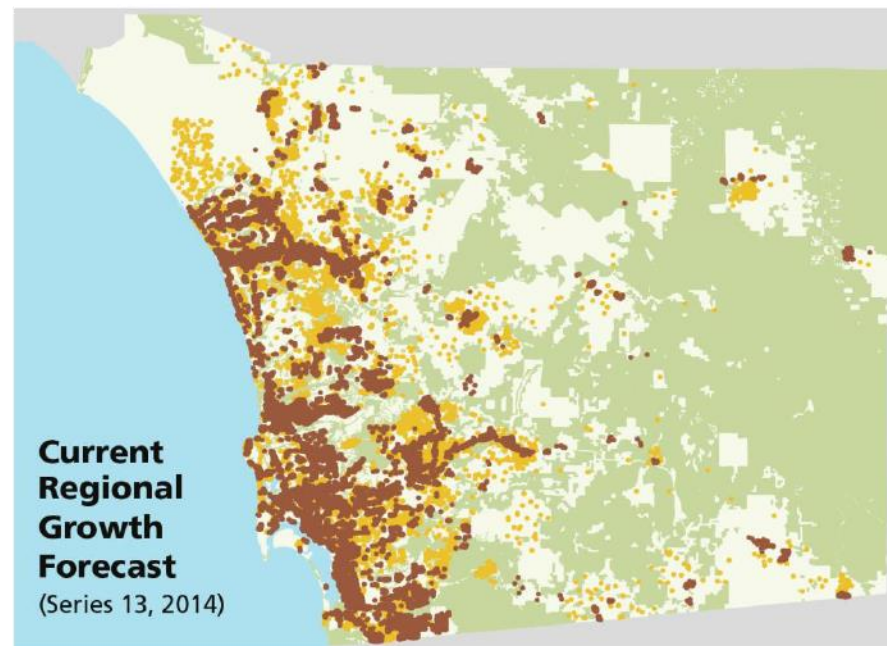 Current
Regional
Growth
Forecast
(Series 13, 2014)